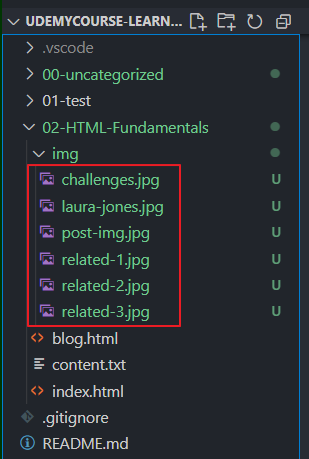 UDEMYCOURSE-LEARN...
.vscode
00-uncategorized
01-test
02-HTML-Fundamentals
img
challenges.jpg U
laura-jones.jpg U
post-img.jpg U
related-1.jpg U
related-2.jpg U
related-3.jpg U
blog.html
content.txt
index.html
.gitignore
README.md